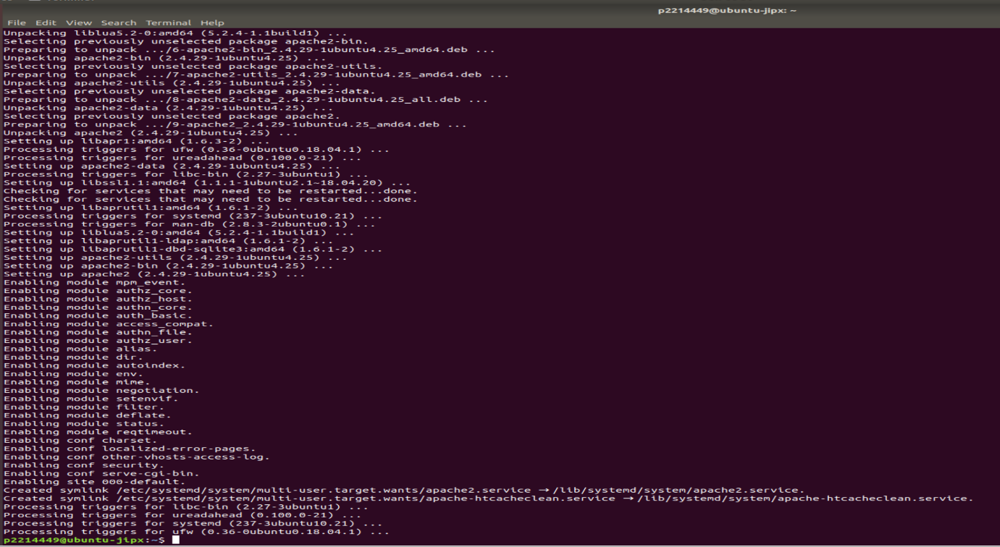 p2214449@ubuntu-jipx: ~
File Edit View Search Terminal Help
Unpacking liblua5.2-0:amd64 (5.2.4-1.1build1) ...
Selecting previously unselected package apache2-bin.
Preparing to unpack .../6-apache2-bin_2.4.29-1ubuntu4.25_amd64.deb ...
Unpacking apache2-bin (2.4.29-1ubuntu4.25) ...
Selecting previously unselected package apache2-utils.
Preparing to unpack .../7-apache2-utils_2.4.29-1ubuntu4.25_amd64.deb ...
Unpacking apache2-utils (2.4.29-1ubuntu4.25) ...
Selecting previously unselected package apache2-data.
Preparing to unpack .../8-apache2-data_2.4.29-1ubuntu4.25_all.deb ...
Unpacking apache2-data (2.4.29-1ubuntu4.25) ...
Selecting previously unselected package apache2.
Preparing to unpack .../9-apache2_2.4.29-1ubuntu4.25_amd64.deb ...
Unpacking apache2 (2.4.29-1ubuntu4.25) ...
Setting up libapr1:amd64 (1.6.3-2) ...
Processing triggers for ufw (0.36-0ubuntu0.18.04.1) ...
Processing triggers for ureadahead (0.100.0-21) ...
Setting up apache2-data (2.4.29-1ubuntu4.25) ...
Processing triggers for libc-bin (2.27-3ubuntu1) ...
Setting up libssl1.1:amd64 (1.1.1-1ubuntu2.1~18.04.20) ...
Checking for services that may need to be restarted...done.
Checking for services that may need to be restarted...done.
Setting up libaprutil1:amd64 (1.6.1-2) ...
Processing triggers for systemd (237-3ubuntu10.21) ...
Processing triggers for man-db (2.8.3-2ubuntu0.1) ...
Setting up liblua5.2-0:amd64 (5.2.4-1.1build1) ...
Setting up libaprutil1-ldap:amd64 (1.6.1-2) ...
Setting up libaprutil1-dbd-sqlite3:amd64 (1.6.1-2) ...
Setting up apache2-utils (2.4.29-1ubuntu4.25) ...
Setting up apache2-bin (2.4.29-1ubuntu4.25) ...
Setting up apache2 (2.4.29-1ubuntu4.25) ...
Enabling module mpm_event.
Enabling module authz_core.
Enabling module authz_host.
Enabling module authn_core.
Enabling module auth_basic.
Enabling module access_compat.
Enabling module authn_file.
Enabling module authz_user.
Enabling module alias.
Enabling module dir.
Enabling module autoindex.
Enabling module env.
Enabling module mime.
Enabling module negotiation.
Enabling module setenvif.
Enabling module filter.
Enabling module deflate.
Enabling module status.
Enabling module reqtimeout.
Enabling conf charset.
Enabling conf localized-error-pages.
Enabling conf other-vhosts-access-log.
Enabling conf security.
Enabling conf serve-cgi-bin.
Enabling site 000-default.
Created symlink /etc/systemd/system/multi-user.target.wants/apache2.service → /lib/systemd/system/apache2.service.
Created symlink /etc/systemd/system/multi-user.target.wants/apache-htcacheclean.service → /lib/systemd/system/apache-htcacheclean.service.
Processing triggers for libc-bin (2.27-3ubuntu1) ...
Processing triggers for ureadahead (0.100.0-21) ...
Processing triggers for systemd (237-3ubuntu10.21) ...
Processing triggers for ufw (0.36-0ubuntu0.18.04.1) ...
p2214449@ubuntu-jipx:~$